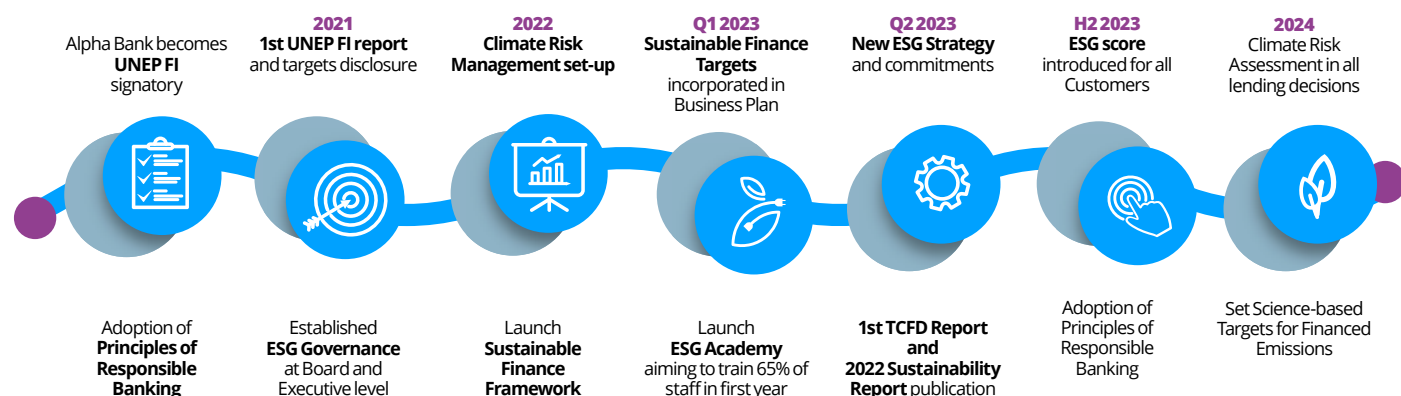 Alpha Bank becomes
UNEP FI
signatory
2021
1st UNEP FI report
and targets disclosure
2022
Climate Risk
Management set-up
Q1 2023
Sustainable Finance
Targets
incorporated in
Business Plan
Q2 2023
New ESG Strategy
and commitments
H2 2023
ESG score
introduced for all
Customers
2024
Climate Risk
Assessment in all
lending decisions
Adoption of
Principles of
Responsible
Banking
Established
ESG Governance
at Board and
Executive level
Launch
Sustainable
Finance
Framework
Launch
ESG Academy
aiming to train 65% of
staff in first year
1st TCFD Report
and
2022 Sustainability
Report publication
Adoption of
Principles of
Responsible
Banking
Set Science-based
Targets for Financed
Emissions